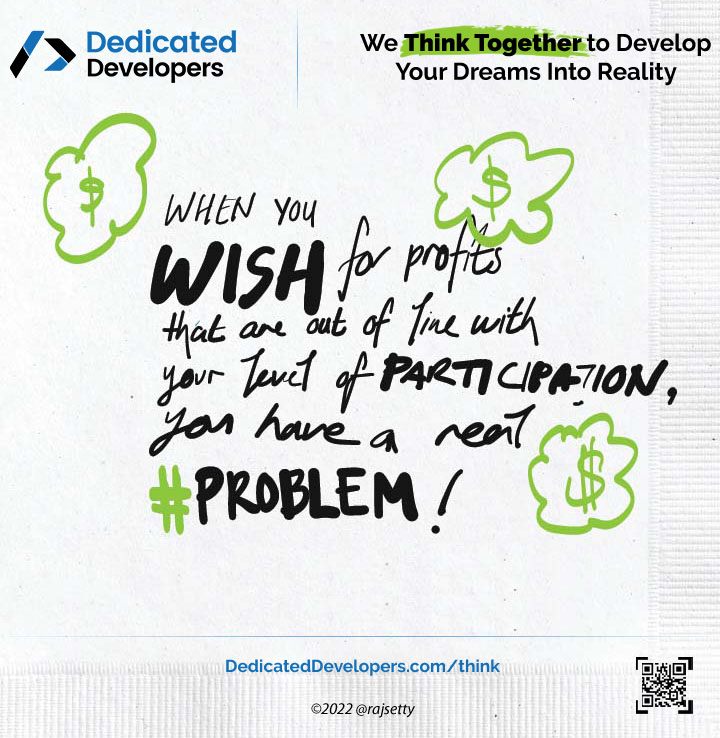 Dedicated
Developers
We Think Together to Develop
Your Dreams Into Reality
$
$
WHEN YOU
WISH for profits
that are out of line with
your level of PARTICIPATION,
you have a real
$
#PROBLEM!
DedicatedDevelopers.com/think
©2022 @rajsetty